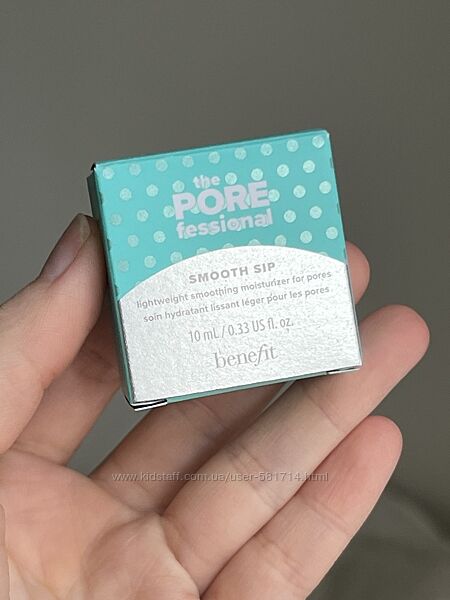 the
PORE
fessional
SMOOTH SIP
lightweight smoothing moisturizer for pores
soin hydratant lissant léger pour les pores
10 mL / 0.33 US fl. oz.
benefit
www.kidstaff.com.ua/user-581714.html